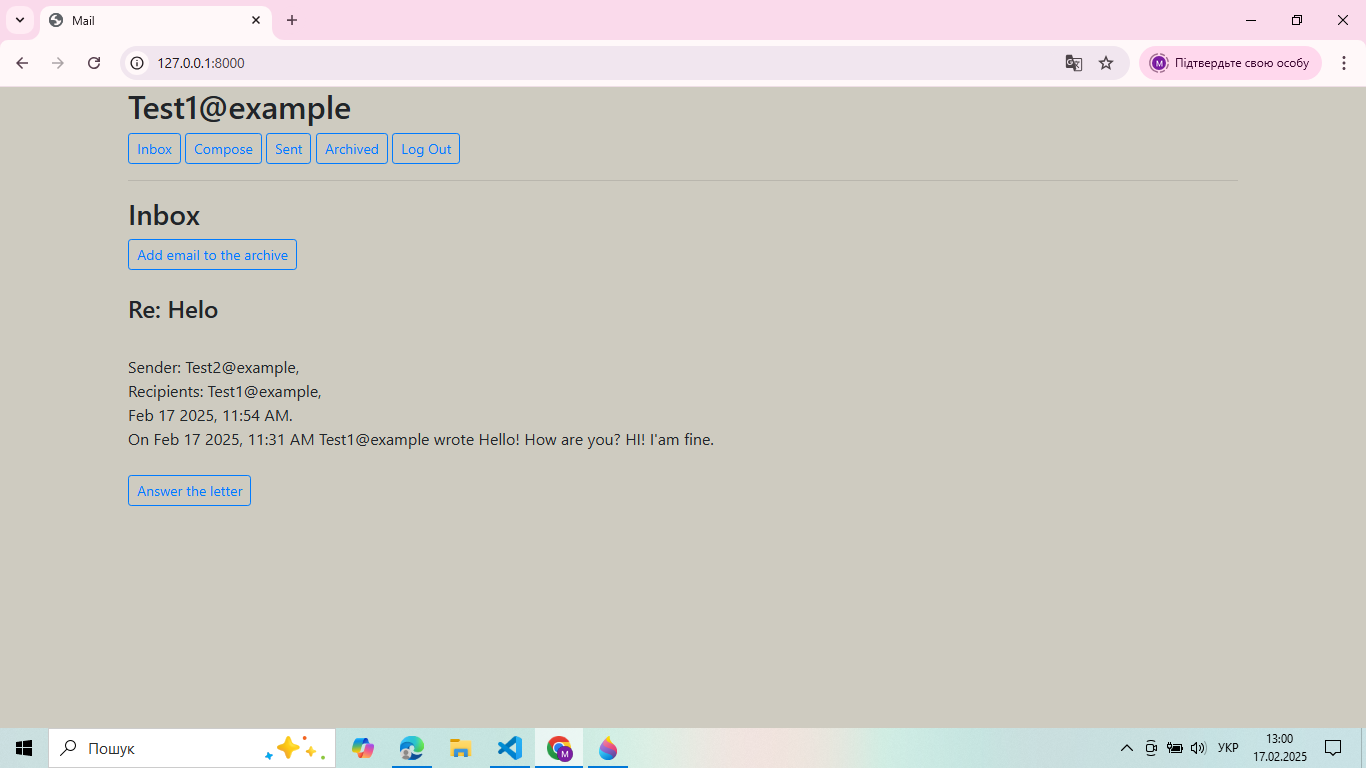 Mail
127.0.0.1:8000
M Підтвердьте свою особу
Test1@example
Inbox Compose Sent Archived Log Out
Inbox
Add email to the archive
Re: Helo
Sender: Test2@example,
Recipients: Test1@example,
Feb 17 2025, 11:54 AM.
On Feb 17 2025, 11:31 AM Test1@example wrote Hello! How are you? HI! I'am fine.
Answer the letter
Пошук
M
УКР
13:00
17.02.2025